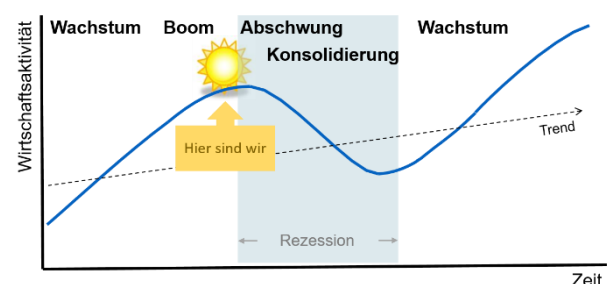 Wachstum Boom Abschwung Wachstum
Konsolidierung
Wirtschaftsaktivität
Hier sind wir
Trend
Rezession
Zeit